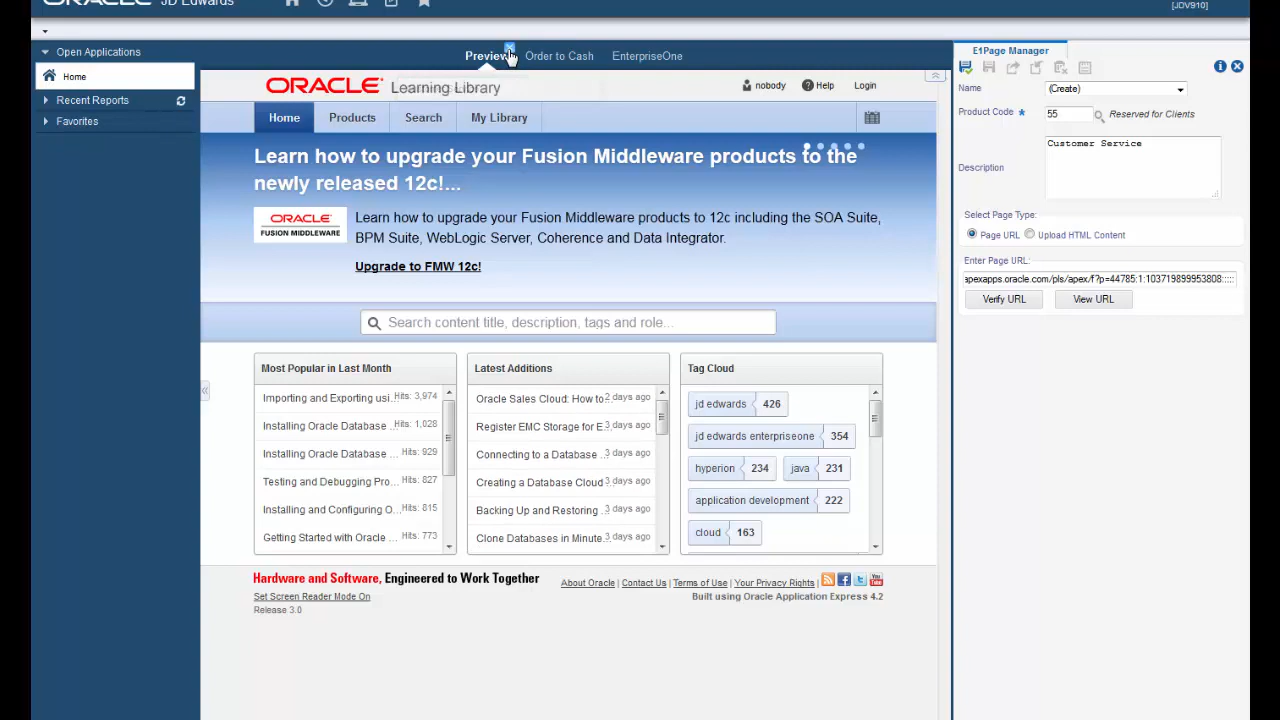 ORACLE JD Edwards
[JDV910]
Open Applications
Home
Recent Reports
Favorites
Preview
Order to Cash
EnterpriseOne
ORACLE Learning Library
nobody
Help
Login
Home
Products
Search
My Library
Learn how to upgrade your Fusion Middleware products to the
newly released 12c!...
ORACLE
FUSION MIDDLEWARE
Learn how to upgrade your Fusion Middleware products to 12c including the SOA Suite,
BPM Suite, WebLogic Server, Coherence and Data Integrator.
Upgrade to FMW 12c!
Search content title, description, tags and role...
Most Popular in Last Month
Importing and Exporting usi... Hits: 3,974
Installing Oracle Database ... Hits: 1,028
Installing Oracle Database ... Hits: 929
Testing and Debugging Pro... Hits: 827
Installing and Configuring O... Hits: 815
Getting Started with Oracle ... Hits: 773
Latest Additions
Oracle Sales Cloud: How to 2 days ago
Register EMC Storage for E... 3 days ago
Connecting to a Database ... 3 days ago
Creating a Database Cloud 3 days ago
Backing Up and Restoring ... 3 days ago
Clone Databases in Minute... 3 days ago
Tag Cloud
jd edwards 426
jd edwards enterpriseone 354
hyperion 234
java 231
application development 222
cloud 163
Hardware and Software, Engineered to Work Together
About Oracle | Contact Us | Terms of Use | Your Privacy Rights |
You Tube
Set Screen Reader Mode On
Built using Oracle Application Express 4.2
Release 3.0
E1Page Manager
Name (Create)
Product Code * 55 Reserved for Clients
Description Customer Service
Select Page Type:
Page URL Upload HTML Content
Enter Page URL:
apexapps.oracle.com/pls/apex/f?p=44785:1:103719899953808:::::
Verify URL
View URL